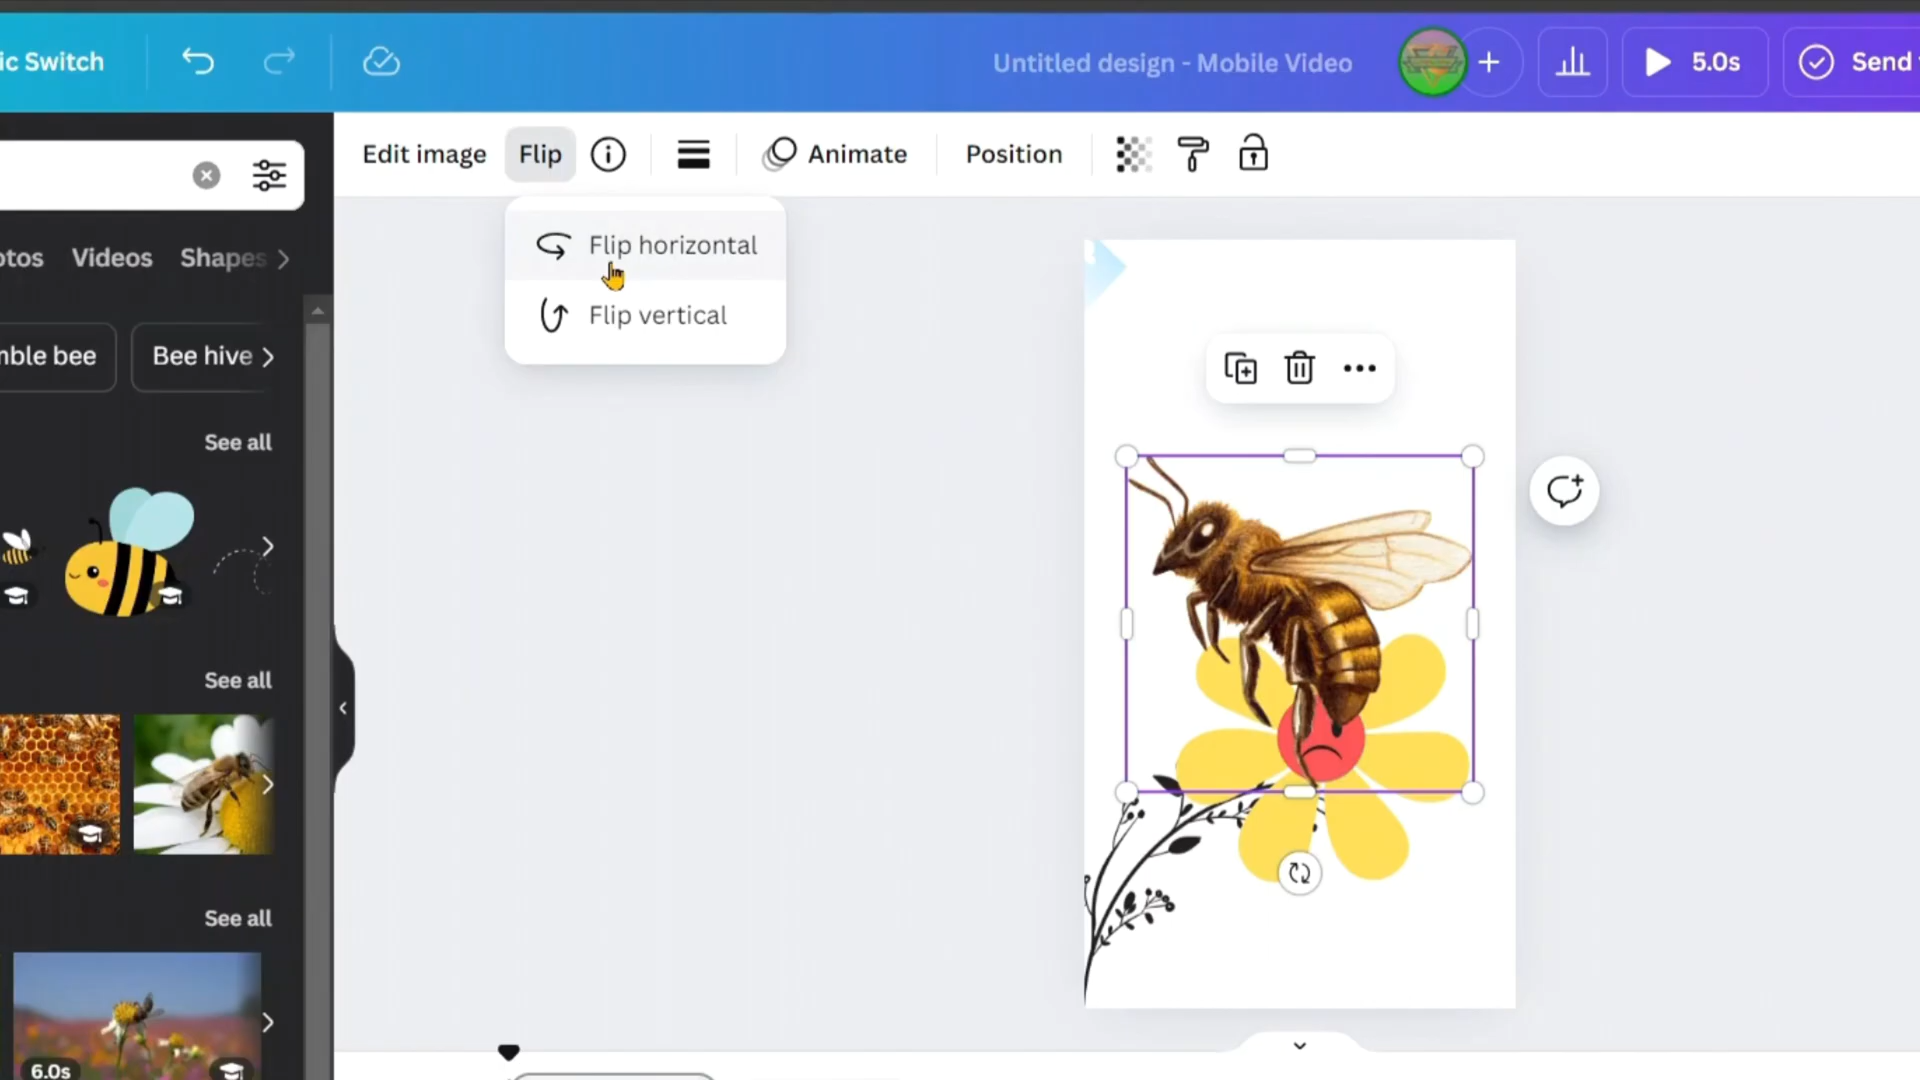 ic Switch
Untitled design - Mobile Video
5.0s
Send
Edit image
Flip
Animate
Position
Flip horizontal
Flip vertical
otos
Videos
Shapes
mble bee
Bee hive
See all
See all
See all
6.0s